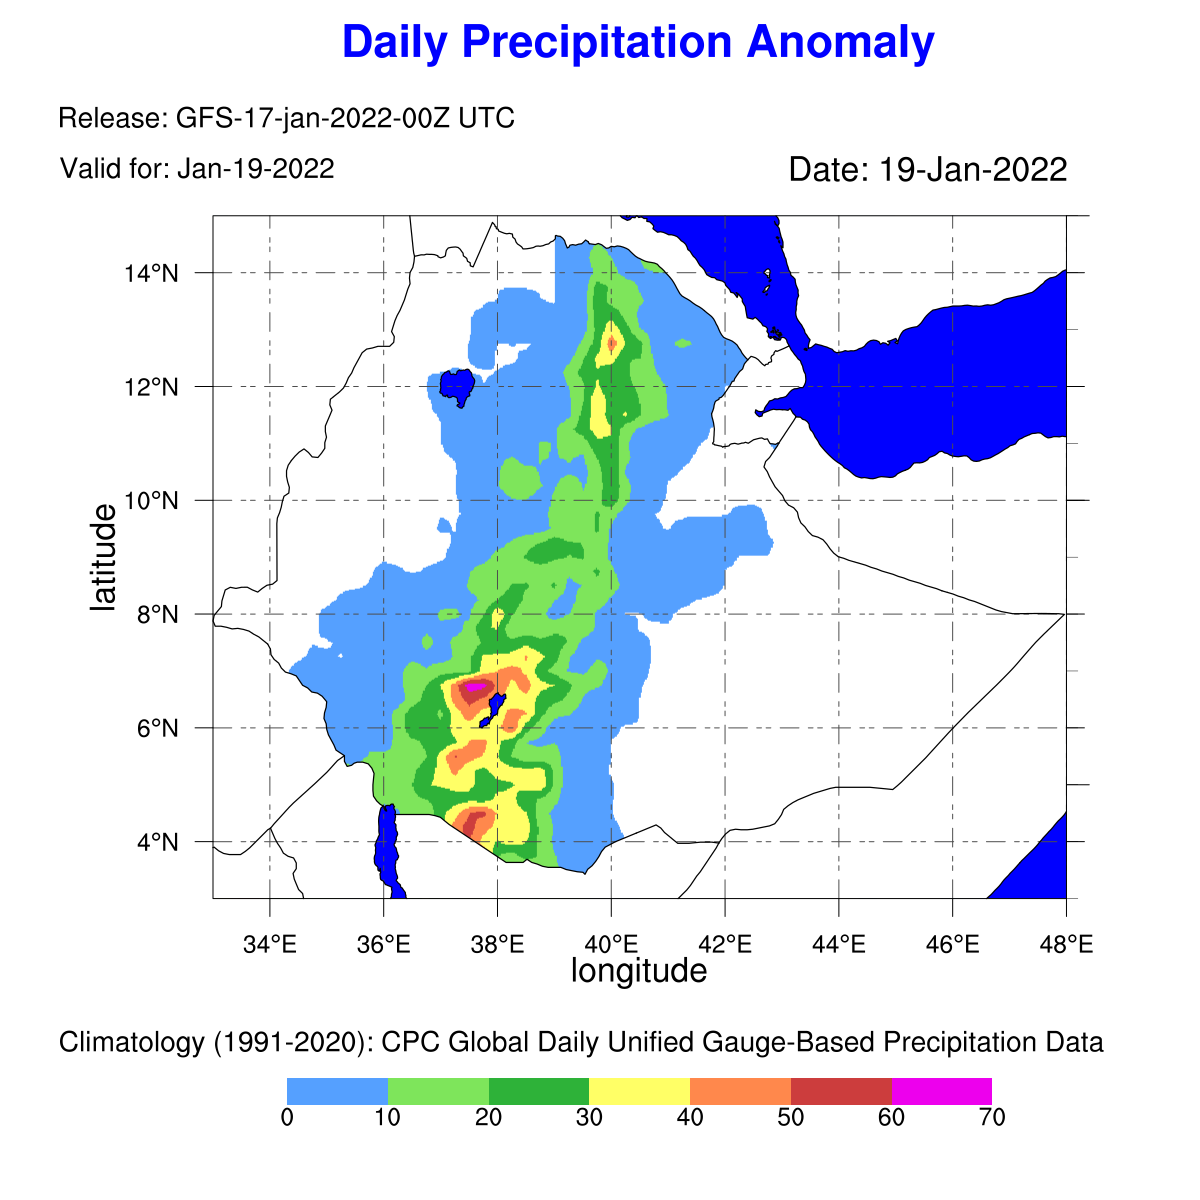 Daily Precipitation Anomaly
Release: GFS-17-jan-2022-00Z UTC
Valid for: Jan-19-2022
Date: 19-Jan-2022
14°N
12°N
10°N
8°N
6°N
4°N
latitude
34°E 36°E 38°E 40°E 42°E 44°E 46°E 48°E
longitude
Climatology (1991-2020): CPC Global Daily Unified Gauge-Based Precipitation Data
0 10 20 30 40 50 60 70